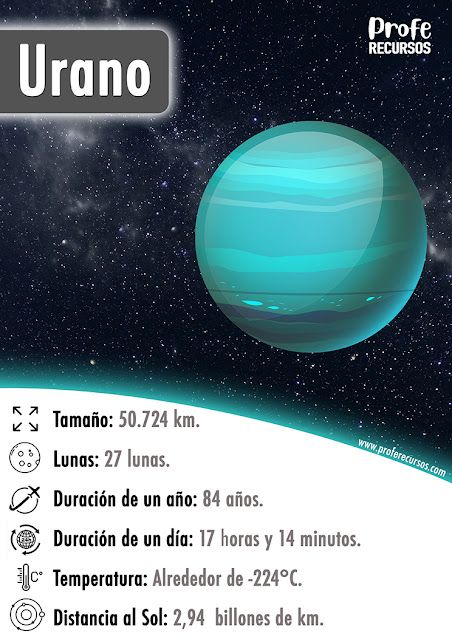 Profe
RECURSOS
Urano
www.proferecursos.com
Tamaño: 50.724 km.
Lunas: 27 lunas.
Duración de un año: 84 años.
Duración de un día: 17 horas y 14 minutos.
C° Temperatura: Alrededor de -224°C.
Distancia al Sol: 2,94 billones de km.